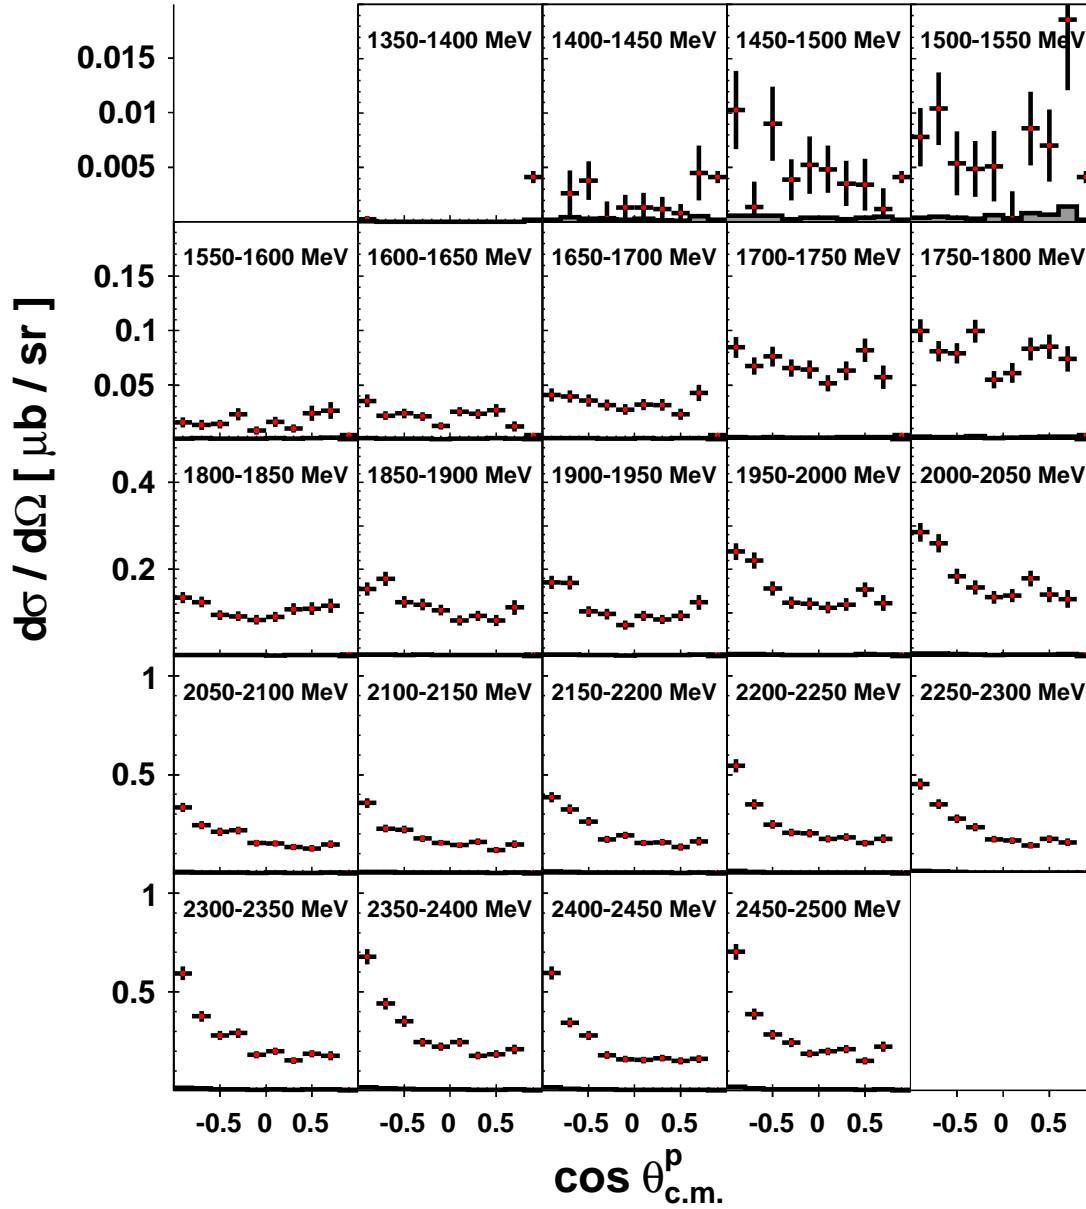 1350-1400 MeV 1400-1450 MeV 1450-1500 MeV 1500-1550 MeV
0.015
0.01
0.005
1550-1600 MeV 1600-1650 MeV 1650-1700 MeV 1700-1750 MeV 1750-1800 MeV
0.15
0.1
0.05
1800-1850 MeV 1850-1900 MeV 1900-1950 MeV 1950-2000 MeV 2000-2050 MeV
0.4
0.2
2050-2100 MeV 2100-2150 MeV 2150-2200 MeV 2200-2250 MeV 2250-2300 MeV
1
0.5
2300-2350 MeV 2350-2400 MeV 2400-2450 MeV 2450-2500 MeV
1
0.5
-0.5 0 0.5 -0.5 0 0.5 -0.5 0 0.5 -0.5 0 0.5 -0.5 0 0.5
dσ / dΩ [ μb / sr ]
cos θ^p_c.m.